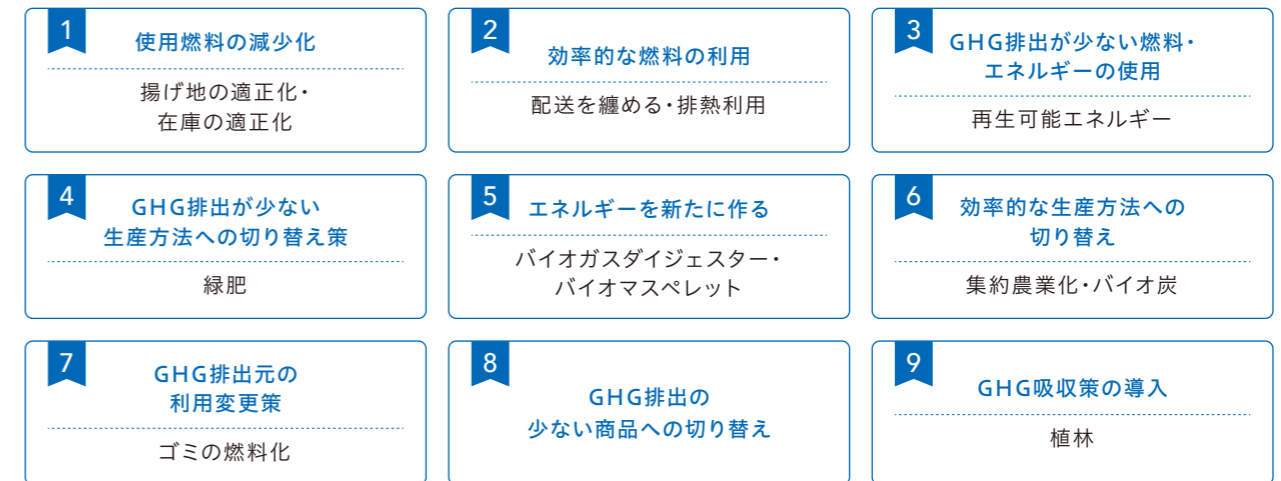 1
使用燃料の減少化
揚げ地の適正化・
在庫の適正化
2
効率的な燃料の利用
配送を纏める・排熱利用
3
GHG排出が少ない燃料・
エネルギーの使用
再生可能エネルギー
4
GHG排出が少ない
生産方法への切り替え策
緑肥
5
エネルギーを新たに作る
バイオガスダイジェスター・
バイオマスペレット
6
効率的な生産方法への
切り替え
集約農業化・バイオ炭
7
GHG排出元の
利用変更策
ゴミの燃料化
8
GHG排出の
少ない商品への切り替え
9
GHG吸収策の導入
植林